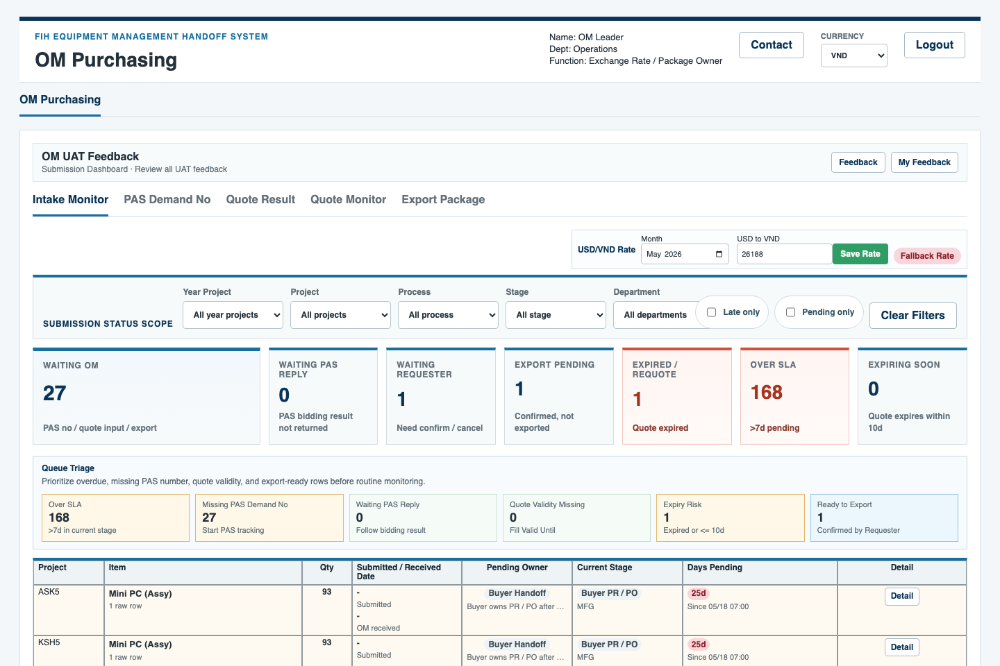 FIH EQUIPMENT MANAGEMENT HANDOFF SYSTEM
OM Purchasing
Name: OM Leader
Dept: Operations
Function: Exchange Rate / Package Owner
Contact
CURRENCY
VND
Logout
OM Purchasing
OM UAT Feedback
Submission Dashboard · Review all UAT feedback
Feedback
My Feedback
Intake Monitor
PAS Demand No
Quote Result
Quote Monitor
Export Package
USD/VND Rate
Month
May 2026
USD to VND
26188
Save Rate
Fallback Rate
SUBMISSION STATUS SCOPE
Year Project
All year projects
Project
All projects
Process
All process
Stage
All stage
Department
All departments
Late only
Pending only
Clear Filters
WAITING OM
27
PAS no / quote input / export
WAITING PAS
REPLY
0
PAS bidding result
not returned
WAITING
REQUESTER
1
Need confirm / cancel
EXPORT PENDING
1
Confirmed, not
exported
EXPIRED /
REQUOTE
1
Quote expired
OVER SLA
168
>7d pending
EXPIRING SOON
0
Quote expires within
10d
Queue Triage
Prioritize overdue, missing PAS number, quote validity, and export-ready rows before routine monitoring.
Over SLA
168
>7d in current stage
Missing PAS Demand No
27
Start PAS tracking
Waiting PAS Reply
0
Follow bidding result
Quote Validity Missing
0
Fill Valid Until
Expiry Risk
1
Expired or <= 10d
Ready to Export
1
Confirmed by Requester
Project
Item
Qty
Submitted / Received
Date
Pending Owner
Current Stage
Days Pending
Detail
ASK5
Mini PC (Assy)
1 raw row
93
-
Submitted
-
OM received
Buyer Handoff
Buyer owns PR / PO after ...
Buyer PR / PO
MFG
25d
Since 05/18 07:00
Detail
KSH5
Mini PC (Assy)
1 raw row
93
-
Submitted
Buyer Handoff
Buyer owns PR / PO after ...
Buyer PR / PO
MFG
25d
Since 05/18 07:00
Detail